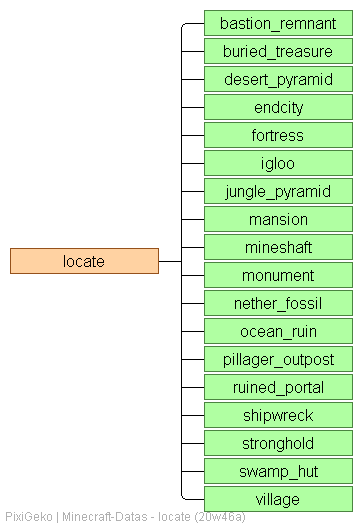 bastion_remnant
buried_treasure
desert_pyramid
endcity
fortress
igloo
jungle_pyramid
mansion
mineshaft
locate
monument
nether_fossil
ocean_ruin
pillager_outpost
ruined_portal
shipwreck
stronghold
swamp_hut
village
PixiGeko | Minecraft-Datas - locate (20w46a)